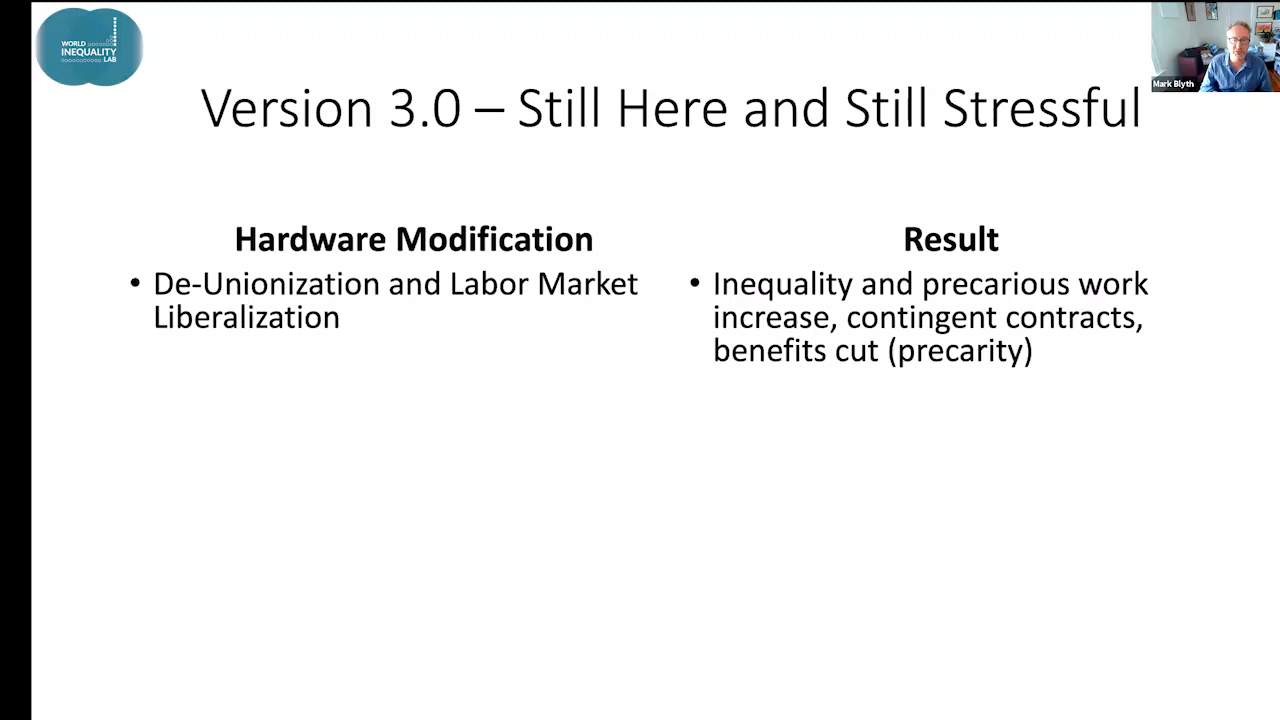 WORLD
INEQUALITY
LAB
Mark Blyth
Version 3.0 – Still Here and Still Stressful
Hardware Modification
• De-Unionization and Labor Market
Liberalization
Result
• Inequality and precarious work
increase, contingent contracts,
benefits cut (precarity)